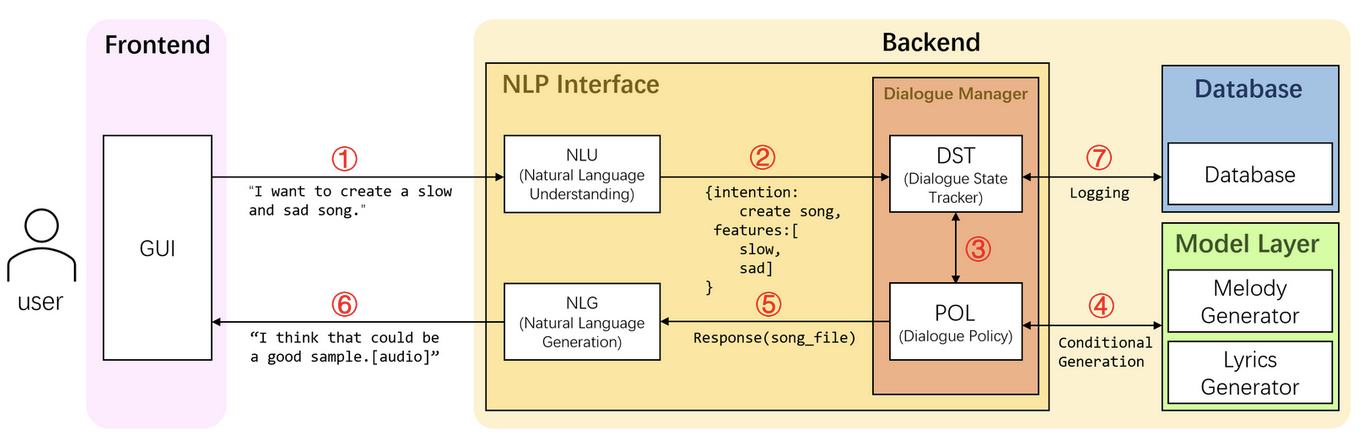 Frontend
GUI
user
①
"I want to create a slow
and sad song."
⑥
“I think that could be
a good sample.[audio]”
Backend
NLP Interface
NLU
(Natural Language
Understanding)
②
{intention:
create song,
features:[
slow,
sad]
}
NLG
(Natural Language
Generation)
⑤
Response(song_file)
Dialogue Manager
DST
(Dialogue State
Tracker)
③
POL
(Dialogue Policy)
⑦
Logging
④
Conditional
Generation
Database
Database
Model Layer
Melody
Generator
Lyrics
Generator